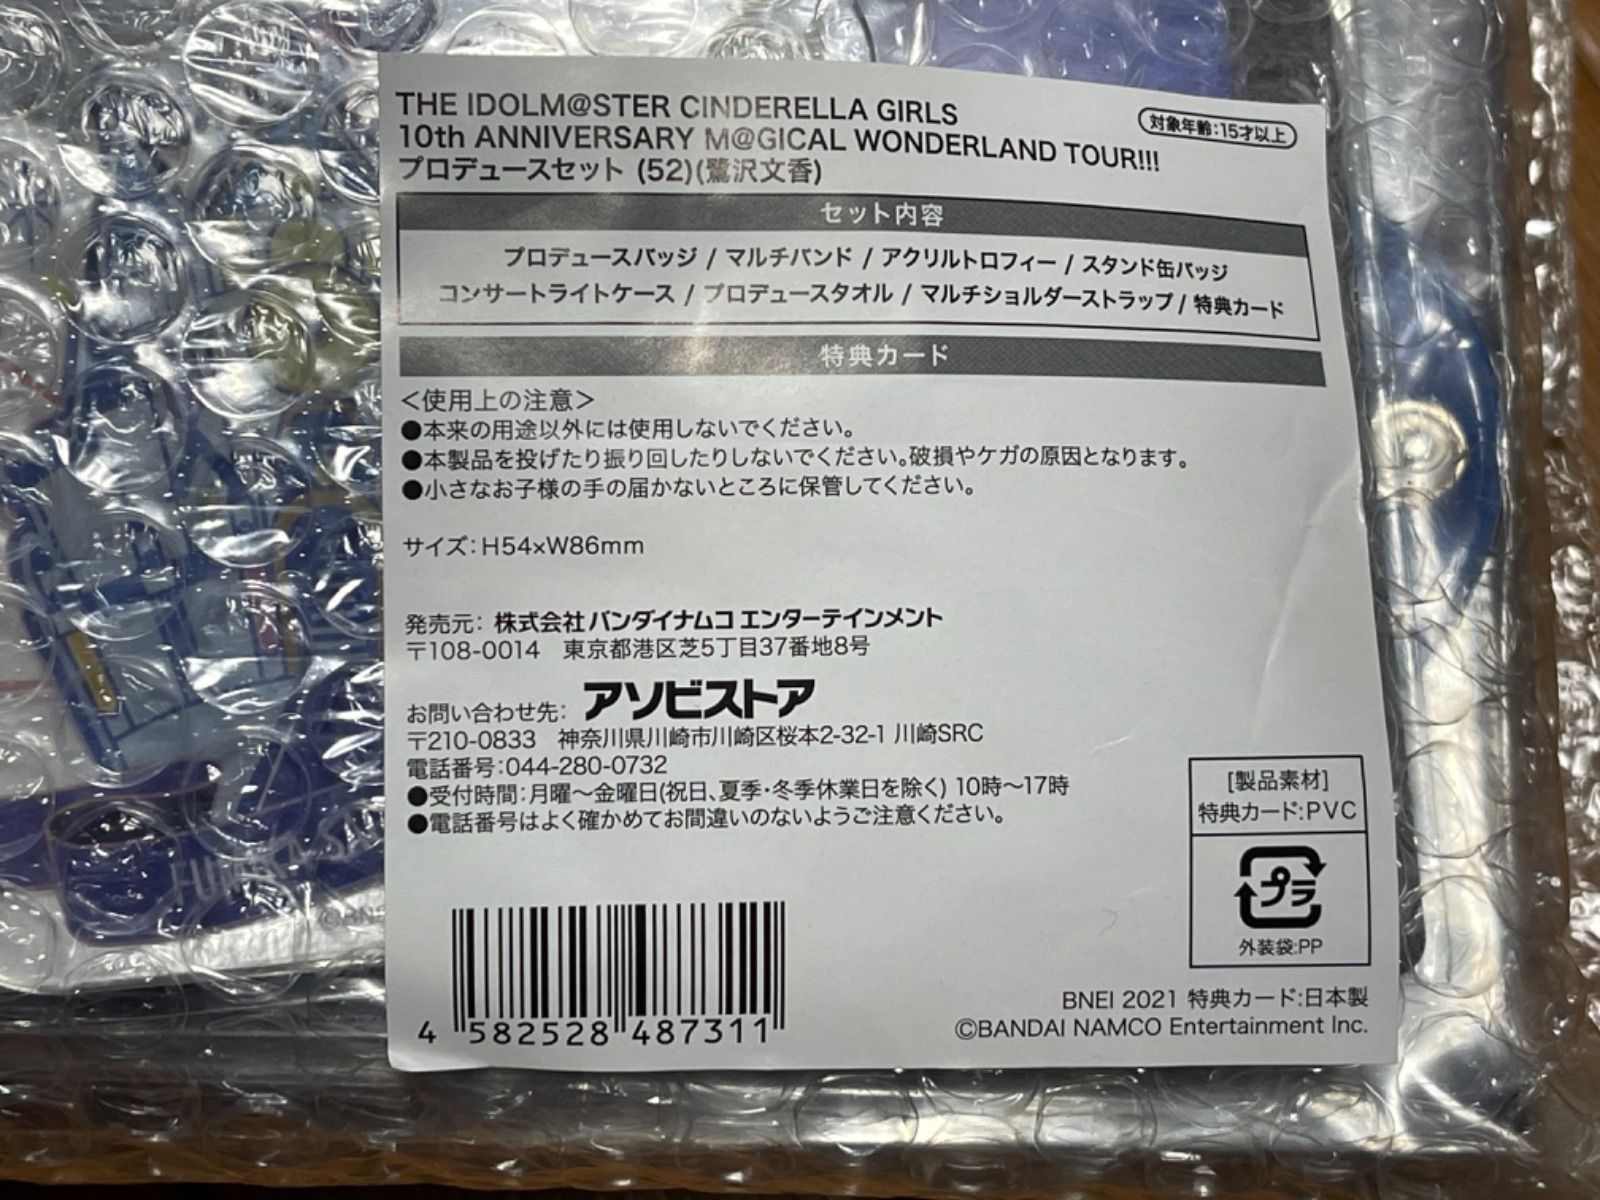 THE IDOLM@STER CINDERELLA GIRLS
10th ANNIVERSARY M@GICAL WONDERLAND TOUR!!!
プロデュースセット (52)(鷺沢文香)
対象年齢:15才以上
セット内容
プロデュースバッジ / マルチバンド / アクリルトロフィー / スタンド缶バッジ
コンサートライトケース / プロデュースタオル / マルチショルダーストラップ / 特典カード
特典カード
＜使用上の注意＞
●本来の用途以外には使用しないでください。
●本製品を投げたり振り回したりしないでください。破損やケガの原因となります。
●小さなお子様の手の届かないところに保管してください。
サイズ:H54×W86mm
発売元: 株式会社バンダイナムコエンターテインメント
〒108-0014　東京都港区芝5丁目37番地8号
お問い合わせ先: アソビストア
〒210-0833　神奈川県川崎市川崎区桜本2-32-1 川崎SRC
電話番号:044-280-0732
●受付時間:月曜～金曜日(祝日、夏季・冬季休業日を除く) 10時～17時
●電話番号はよく確かめてお間違いのないようご注意ください。
[製品素材]
特典カード:PVC
プラ
外装袋:PP
4 582528 487311
BNEI 2021 特典カード:日本製
©BANDAI NAMCO Entertainment Inc.